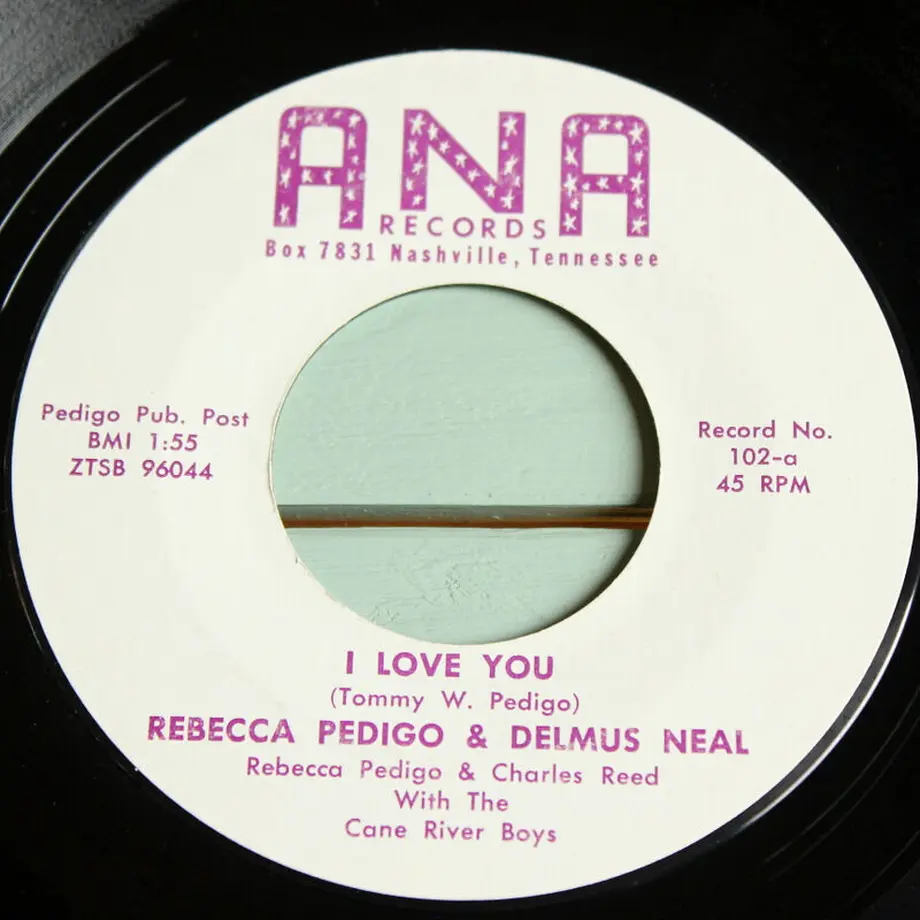 ANA
RECORDS
Box 7831 Nashville, Tennessee
Pedigo Pub. Post
BMI 1:55
ZTSB 96044
Record No.
102-a
45 RPM
I LOVE YOU
(Tommy W. Pedigo)
REBECCA PEDIGO & DELMUS NEAL
Rebecca Pedigo & Charles Reed
With The
Cane River Boys